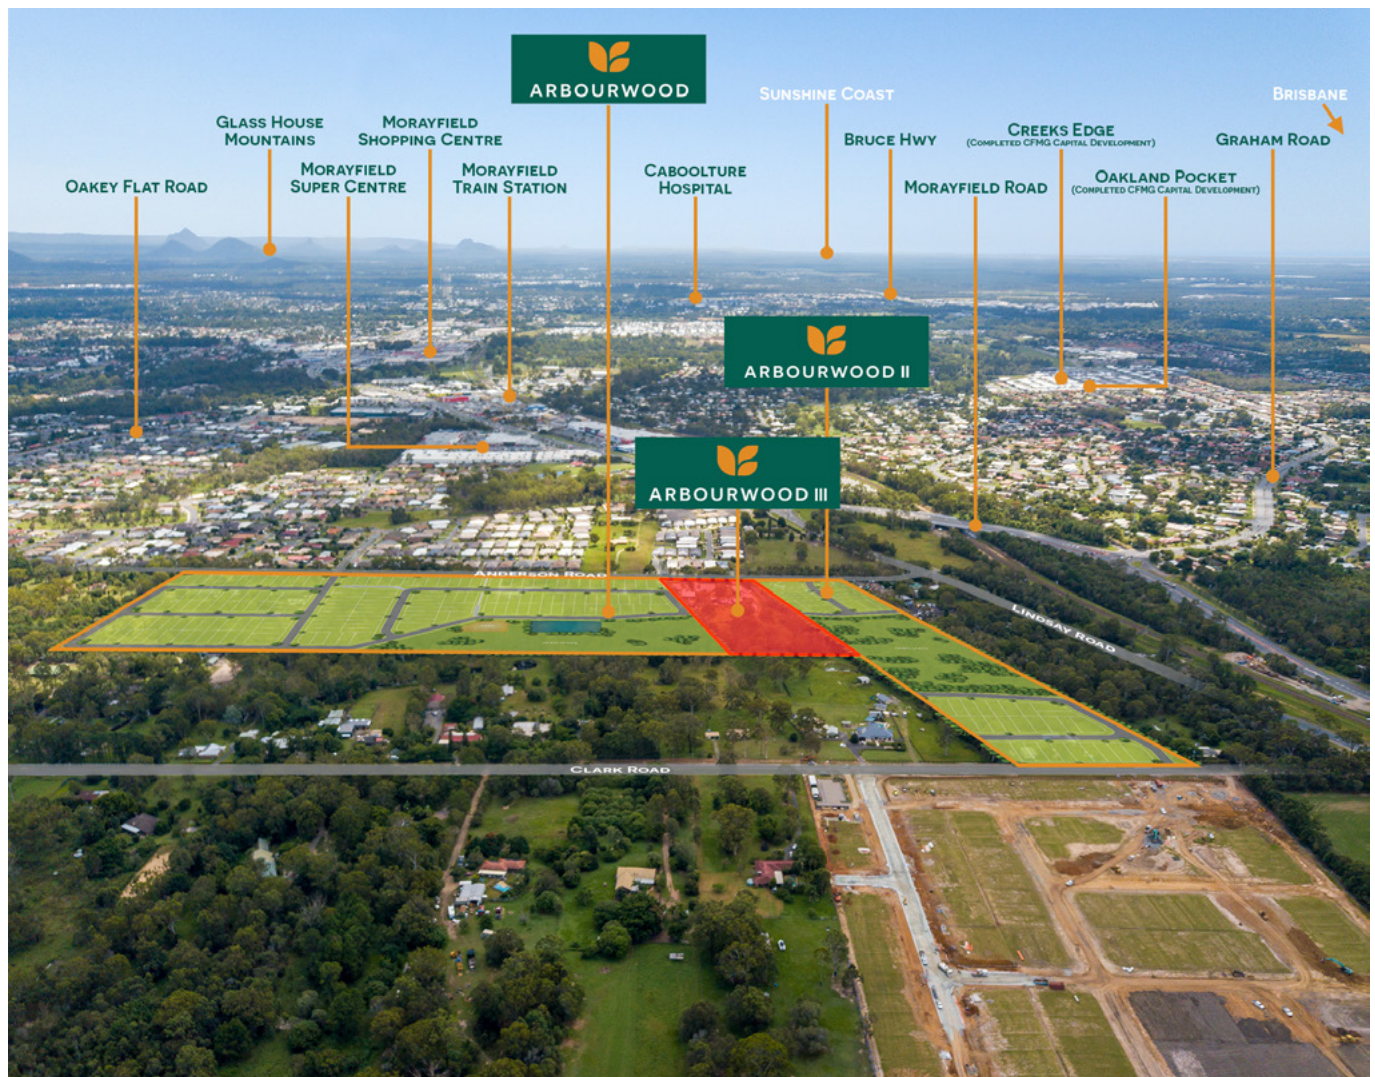 ARBOURWOOD
SUNSHINE COAST
BRISBANE
GLASS HOUSE
MOUNTAINS
MORAYFIELD
SHOPPING CENTRE
BRUCE HWY
CREEKS EDGE
(COMPLETED CFMG CAPITAL DEVELOPMENT)
GRAHAM ROAD
OAKEY FLAT ROAD
MORAYFIELD
SUPER CENTRE
MORAYFIELD
TRAIN STATION
CABOOLTURE
HOSPITAL
MORAYFIELD ROAD
OAKLAND POCKET
(COMPLETED CFMG CAPITAL DEVELOPMENT)
ARBOURWOOD II
ARBOURWOOD III
ANDERSON ROAD
LINDSAY ROAD
CLARK ROAD